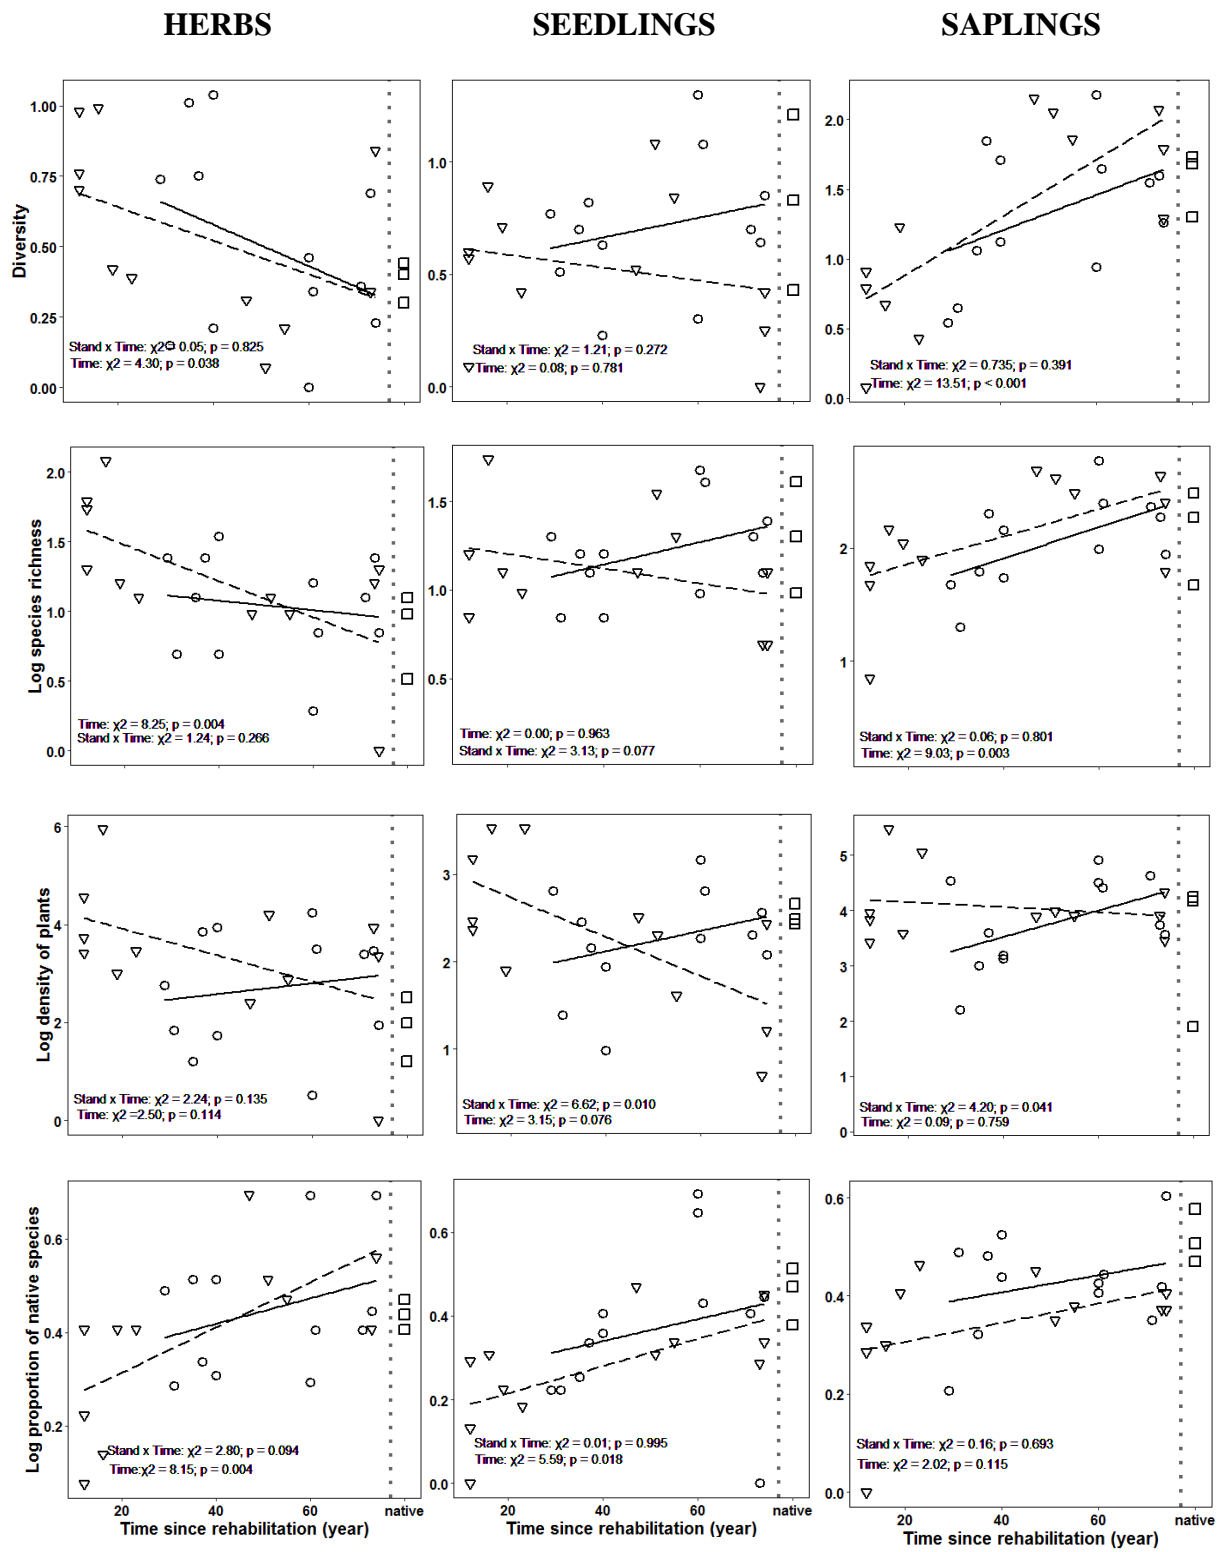 HERBS SEEDLINGS SAPLINGS
Diversity
1.00
0.75
0.50
0.25
0.00
Stand x Time: χ2 = 0.05; p = 0.825
Time: χ2 = 4.30; p = 0.038
1.0
0.5
0.0
Stand x Time: χ2 = 1.21; p = 0.272
Time: χ2 = 0.08; p = 0.781
2.0
1.5
1.0
0.5
0.0
Stand x Time: χ2 = 0.735; p = 0.391
Time: χ2 = 13.51; p < 0.001
Log species richness
2.0
1.5
1.0
0.5
0.0
Time: χ2 = 8.25; p = 0.004
Stand x Time: χ2 = 1.24; p = 0.266
1.5
1.0
0.5
Time: χ2 = 0.00; p = 0.963
Stand x Time: χ2 = 3.13; p = 0.077
2
1
Stand x Time: χ2 = 0.06; p = 0.801
Time: χ2 = 9.03; p = 0.003
Log density of plants
6
4
2
0
Stand x Time: χ2 = 2.24; p = 0.135
Time: χ2 =2.50; p = 0.114
3
2
1
Stand x Time: χ2 = 6.62; p = 0.010
Time: χ2 = 3.15; p = 0.076
5
4
3
2
0
Stand x Time: χ2 = 4.20; p = 0.041
Time: χ2 = 0.09; p = 0.759
Log proportion of native species
0.6
0.4
0.2
Stand x Time: χ2 = 2.80; p = 0.094
Time:χ2 = 8.15; p = 0.004
20 40 60 native
Time since rehabilitation (year)
0.6
0.4
0.2
0.0
Stand x Time: χ2 = 0.01; p = 0.995
Time: χ2 = 5.59; p = 0.018
20 40 60 native
Time since rehabilitation (year)
0.6
0.4
0.2
0.0
Stand x Time: χ2 = 0.16; p = 0.693
Time: χ2 = 2.02; p = 0.115
20 40 60 native
Time since rehabilitation (year)